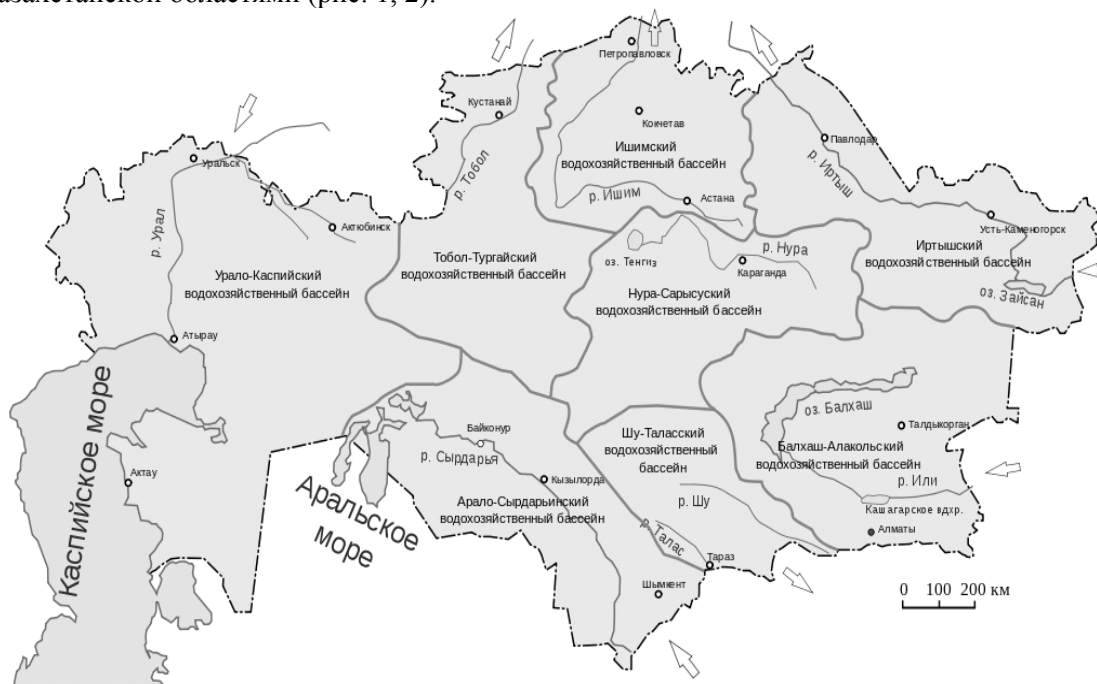 азахстанской областями (рис. 1, 2).
Петропавловск
Кустанай
Кокчетав
Павлодар
Ишимский
водохозяйственный бассейн
Уральск
р. Тобол
р. Иртыш
р. Ишим
Астана
Усть-Каменогорск
Актюбинск
р. Урал
Тобол-Тургайский
водохозяйственный бассейн
оз. Тенгиз
р. Нура
Караганда
Иртышский
водохозяйственный бассейн
Урало-Каспийский
водохозяйственный бассейн
Нура-Сарысуский
водохозяйственный бассейн
оз. Зайсан
Атырау
Каспийское море
оз. Балхаш
Байконур
Шу-Таласский
водохозяйственный
бассейн
Талдыкорган
Балхаш-Алакольский
водохозяйственный бассейн
р. Сырдарья
Актау
Кызылорда
р. Или
Аральское
море
Арало-Сырдарьинский
водохозяйственный бассейн
р. Шу
Кашагарское вдхр.
Алматы
р. Талас
Тараз
Шымкент
0 100 200 км